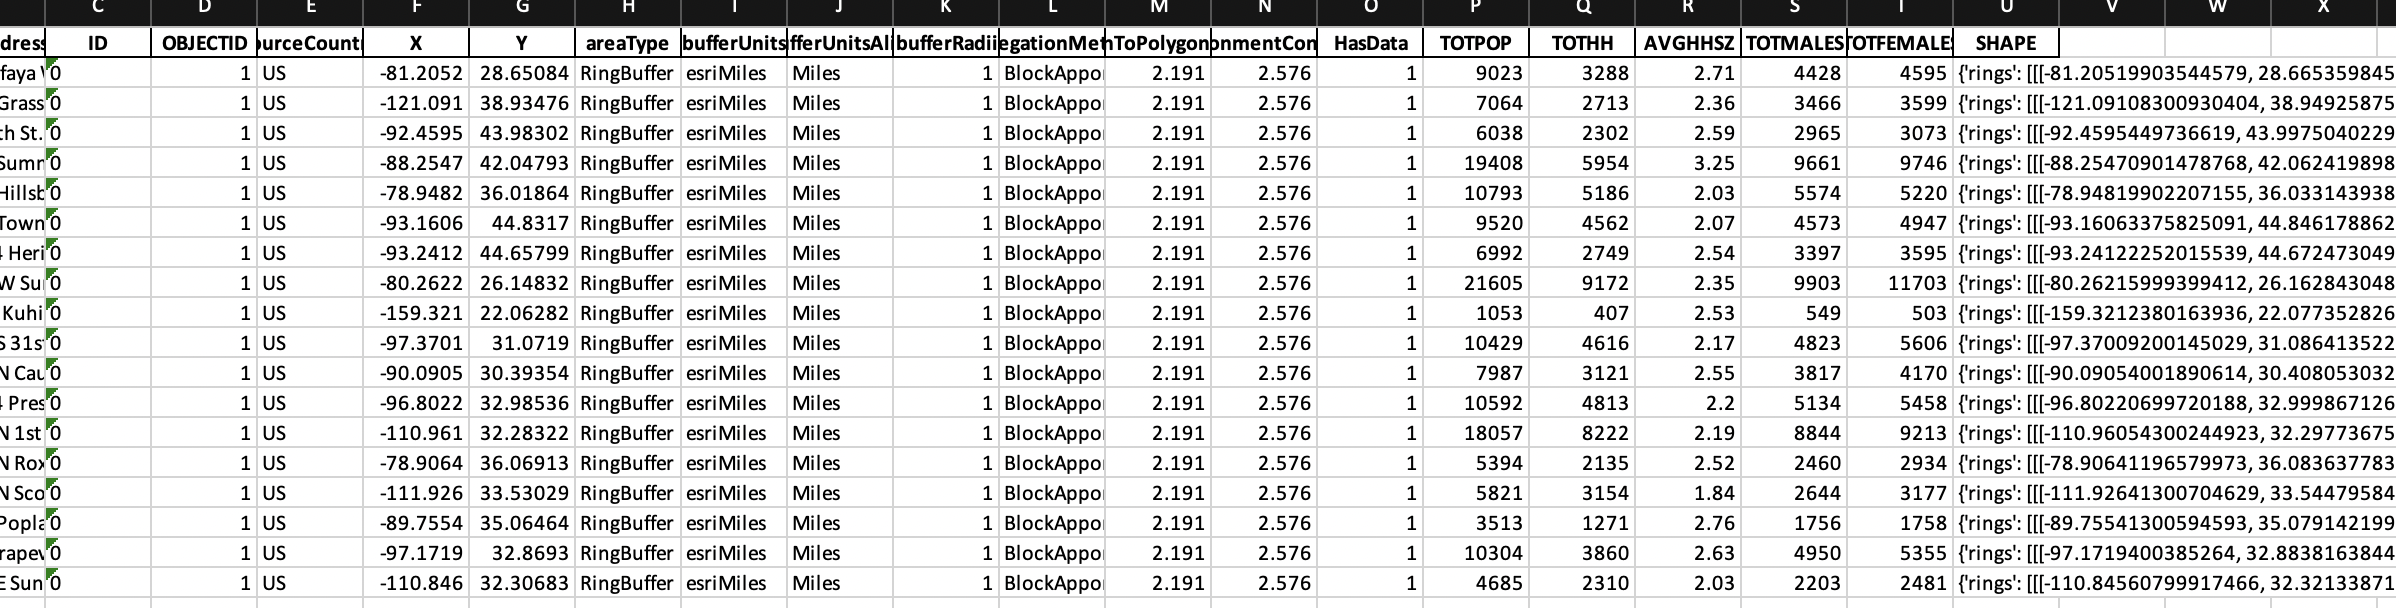 C D E F G H I J K L M N O P Q R S T U V W X
dress ID OBJECTID ourceCount X Y areaType bufferUnits fferUnitsAli bufferRadii egationMet nToPolygon onmentCon HasData TOTPOP TOTHH AVGHHSZ TOTMALES TOTFEMALES SHAPE
faya 0 1 US -81.2052 28.65084 RingBuffer esriMiles Miles 1 BlockAppo 2.191 2.576 1 9023 3288 2.71 4428 4595 {'rings': [[[-81.20519903544579, 28.665359845
Grass 0 1 US -121.091 38.93476 RingBuffer esriMiles Miles 1 BlockAppo 2.191 2.576 1 7064 2713 2.36 3466 3599 {'rings': [[[-121.09108300930404, 38.94925875
th St. 0 1 US -92.4595 43.98302 RingBuffer esriMiles Miles 1 BlockAppo 2.191 2.576 1 6038 2302 2.59 2965 3073 {'rings': [[[-92.4595449736619, 43.9975040229
Sumr 0 1 US -88.2547 42.04793 RingBuffer esriMiles Miles 1 BlockAppo 2.191 2.576 1 19408 5954 3.25 9661 9746 {'rings': [[[-88.25470901478768, 42.062419898
Hillsb 0 1 US -78.9482 36.01864 RingBuffer esriMiles Miles 1 BlockAppo 2.191 2.576 1 10793 5186 2.03 5574 5220 {'rings': [[[-78.94819902207155, 36.033143938
Town 0 1 US -93.1606 44.8317 RingBuffer esriMiles Miles 1 BlockAppo 2.191 2.576 1 9520 4562 2.07 4573 4947 {'rings': [[[-93.16063375825091, 44.846178862
4 Heri 0 1 US -93.2412 44.65799 RingBuffer esriMiles Miles 1 BlockAppo 2.191 2.576 1 6992 2749 2.54 3397 3595 {'rings': [[[-93.24122252015539, 44.672473049
W Su 0 1 US -80.2622 26.14832 RingBuffer esriMiles Miles 1 BlockAppo 2.191 2.576 1 21605 9172 2.35 9903 11703 {'rings': [[[-80.26215999399412, 26.162843048
Kuhi 0 1 US -159.321 22.06282 RingBuffer esriMiles Miles 1 BlockAppo 2.191 2.576 1 1053 407 2.53 549 503 {'rings': [[[-159.3212380163936, 22.077352826
S 31s 0 1 US -97.3701 31.0719 RingBuffer esriMiles Miles 1 BlockAppo 2.191 2.576 1 10429 4616 2.17 4823 5606 {'rings': [[[-97.37009200145029, 31.086413522
N Cau 0 1 US -90.0905 30.39354 RingBuffer esriMiles Miles 1 BlockAppo 2.191 2.576 1 7987 3121 2.55 3817 4170 {'rings': [[[-90.09054001890614, 30.408053032
4 Pres 0 1 US -96.8022 32.98536 RingBuffer esriMiles Miles 1 BlockAppo 2.191 2.576 1 10592 4813 2.2 5134 5458 {'rings': [[[-96.80220699720188, 32.999867126
N 1st 0 1 US -110.961 32.28322 RingBuffer esriMiles Miles 1 BlockAppo 2.191 2.576 1 18057 8222 2.19 8844 9213 {'rings': [[[-110.96054300244923, 32.29773675
N Rox 0 1 US -78.9064 36.06913 RingBuffer esriMiles Miles 1 BlockAppo 2.191 2.576 1 5394 2135 2.52 2460 2934 {'rings': [[[-78.90641196579973, 36.083637783
N Sco 0 1 US -111.926 33.53029 RingBuffer esriMiles Miles 1 BlockAppo 2.191 2.576 1 5821 3154 1.84 2644 3177 {'rings': [[[-111.92641300704629, 33.54479584
Popla 0 1 US -89.7554 35.06464 RingBuffer esriMiles Miles 1 BlockAppo 2.191 2.576 1 3513 1271 2.76 1756 1758 {'rings': [[[-89.75541300594593, 35.079142199
rapev 0 1 US -97.1719 32.8693 RingBuffer esriMiles Miles 1 BlockAppo 2.191 2.576 1 10304 3860 2.63 4950 5355 {'rings': [[[-97.1719400385264, 32.8838163844
E Sun 0 1 US -110.846 32.30683 RingBuffer esriMiles Miles 1 BlockAppo 2.191 2.576 1 4685 2310 2.03 2203 2481 {'rings': [[[-110.84560799917466, 32.32133871